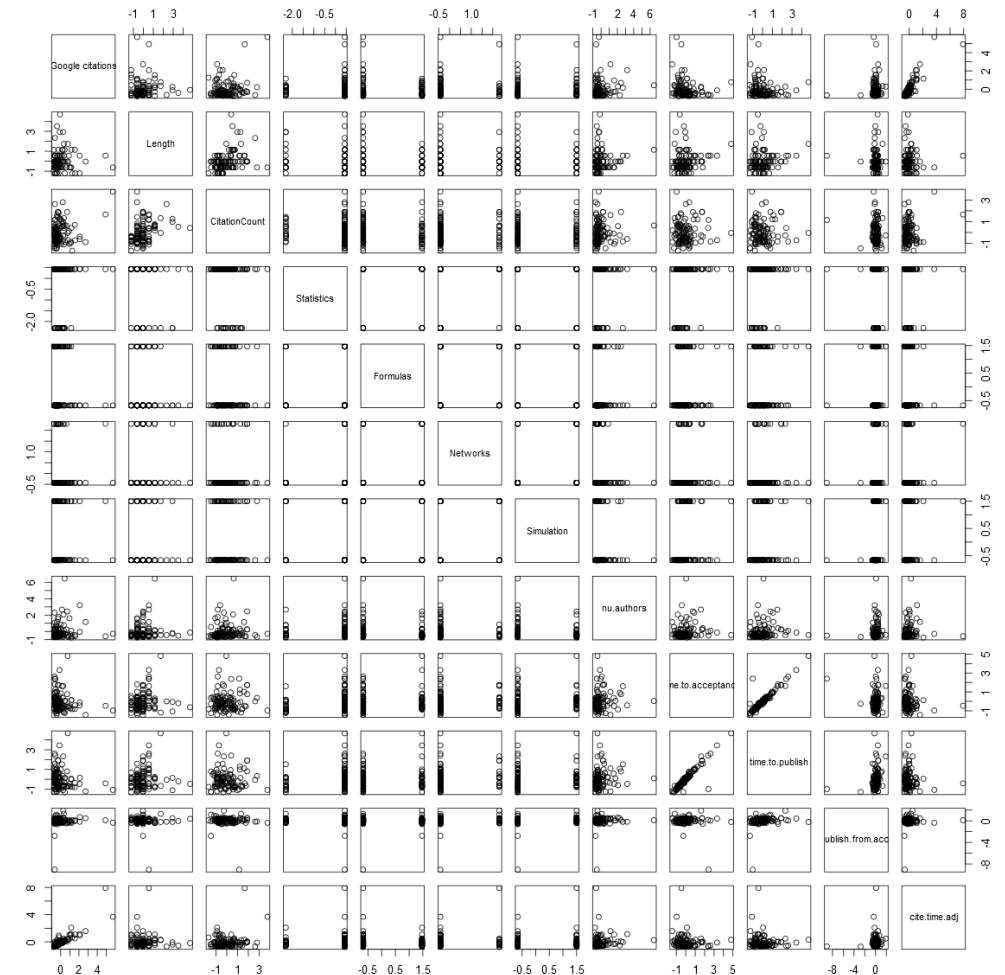 -1 1 3
-2.0 -0.5
-0.5 1.0
-1 1 2 3 4 6
-1 1 3
0 4 8
Google citations
0 2 4
Length
-1 1 3
CitationCount
-1 1 3
Statistics
-2.0 -0.5
Formulas
-0.5 0.5 1.5
Networks
-0.5 1.0
Simulation
-0.5 0.5 1.5
nu.authors
-1 2 4 6
ne.to.acceptanc
-1 1 3 4 5
time.to.publish
-1 1 3
ublish.from.acc
-8 -4 0
cite.time.adj
0 4 8
0 2 4
-1 1 3
-0.5 0.5 1.5
-0.5 0.5 1.5
-1 1 3 5
-8 -4 0